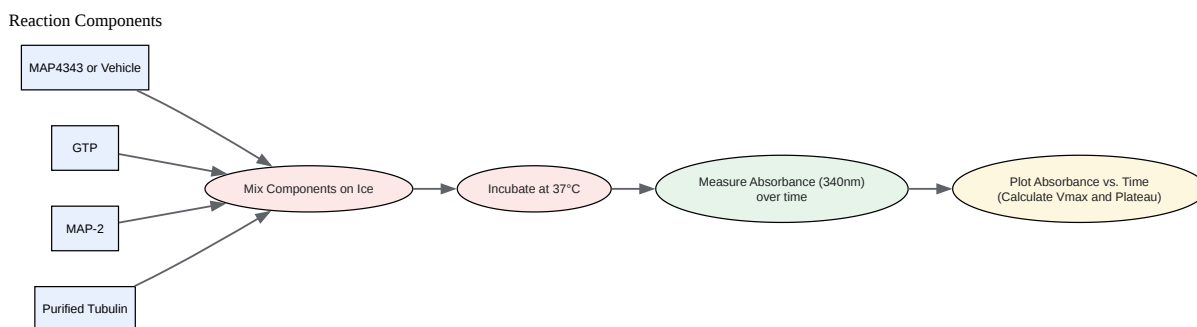 Reaction Components
MAP4343 or Vehicle
GTP
MAP-2
Purified Tubulin
Mix Components on Ice
Incubate at 37°C
Measure Absorbance (340nm)
over time
Plot Absorbance vs. Time
(Calculate Vmax and Plateau)